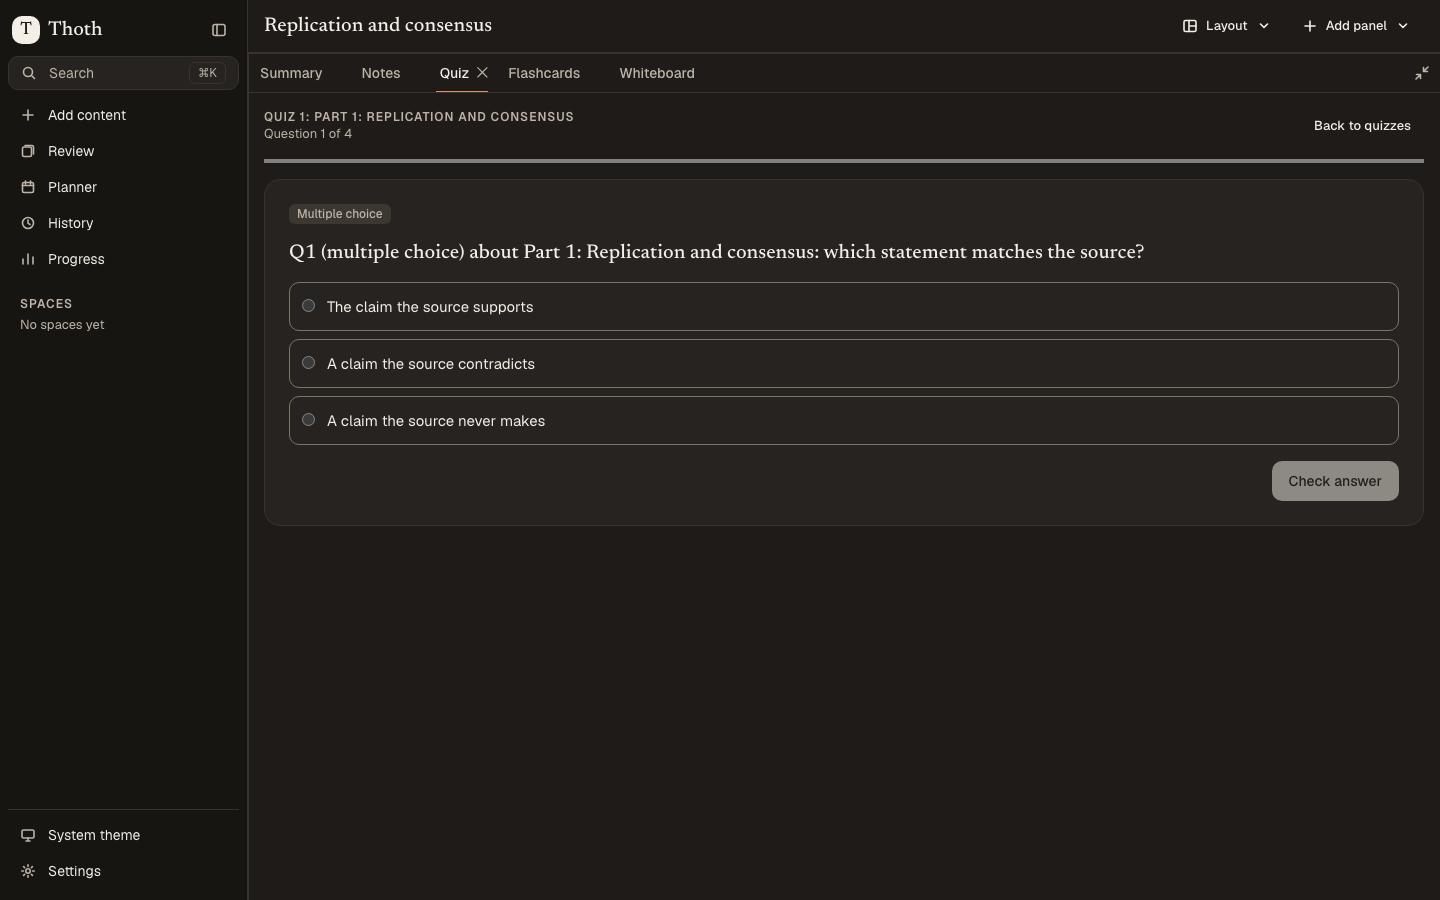 T Thoth
Search ⌘K
Add content
Review
Planner
History
Progress
SPACES
No spaces yet
System theme
Settings
Replication and consensus
Layout
Add panel
Summary Notes Quiz Flashcards Whiteboard
QUIZ 1: PART 1: REPLICATION AND CONSENSUS
Question 1 of 4
Back to quizzes
Multiple choice
Q1 (multiple choice) about Part 1: Replication and consensus: which statement matches the source?
The claim the source supports
A claim the source contradicts
A claim the source never makes
Check answer